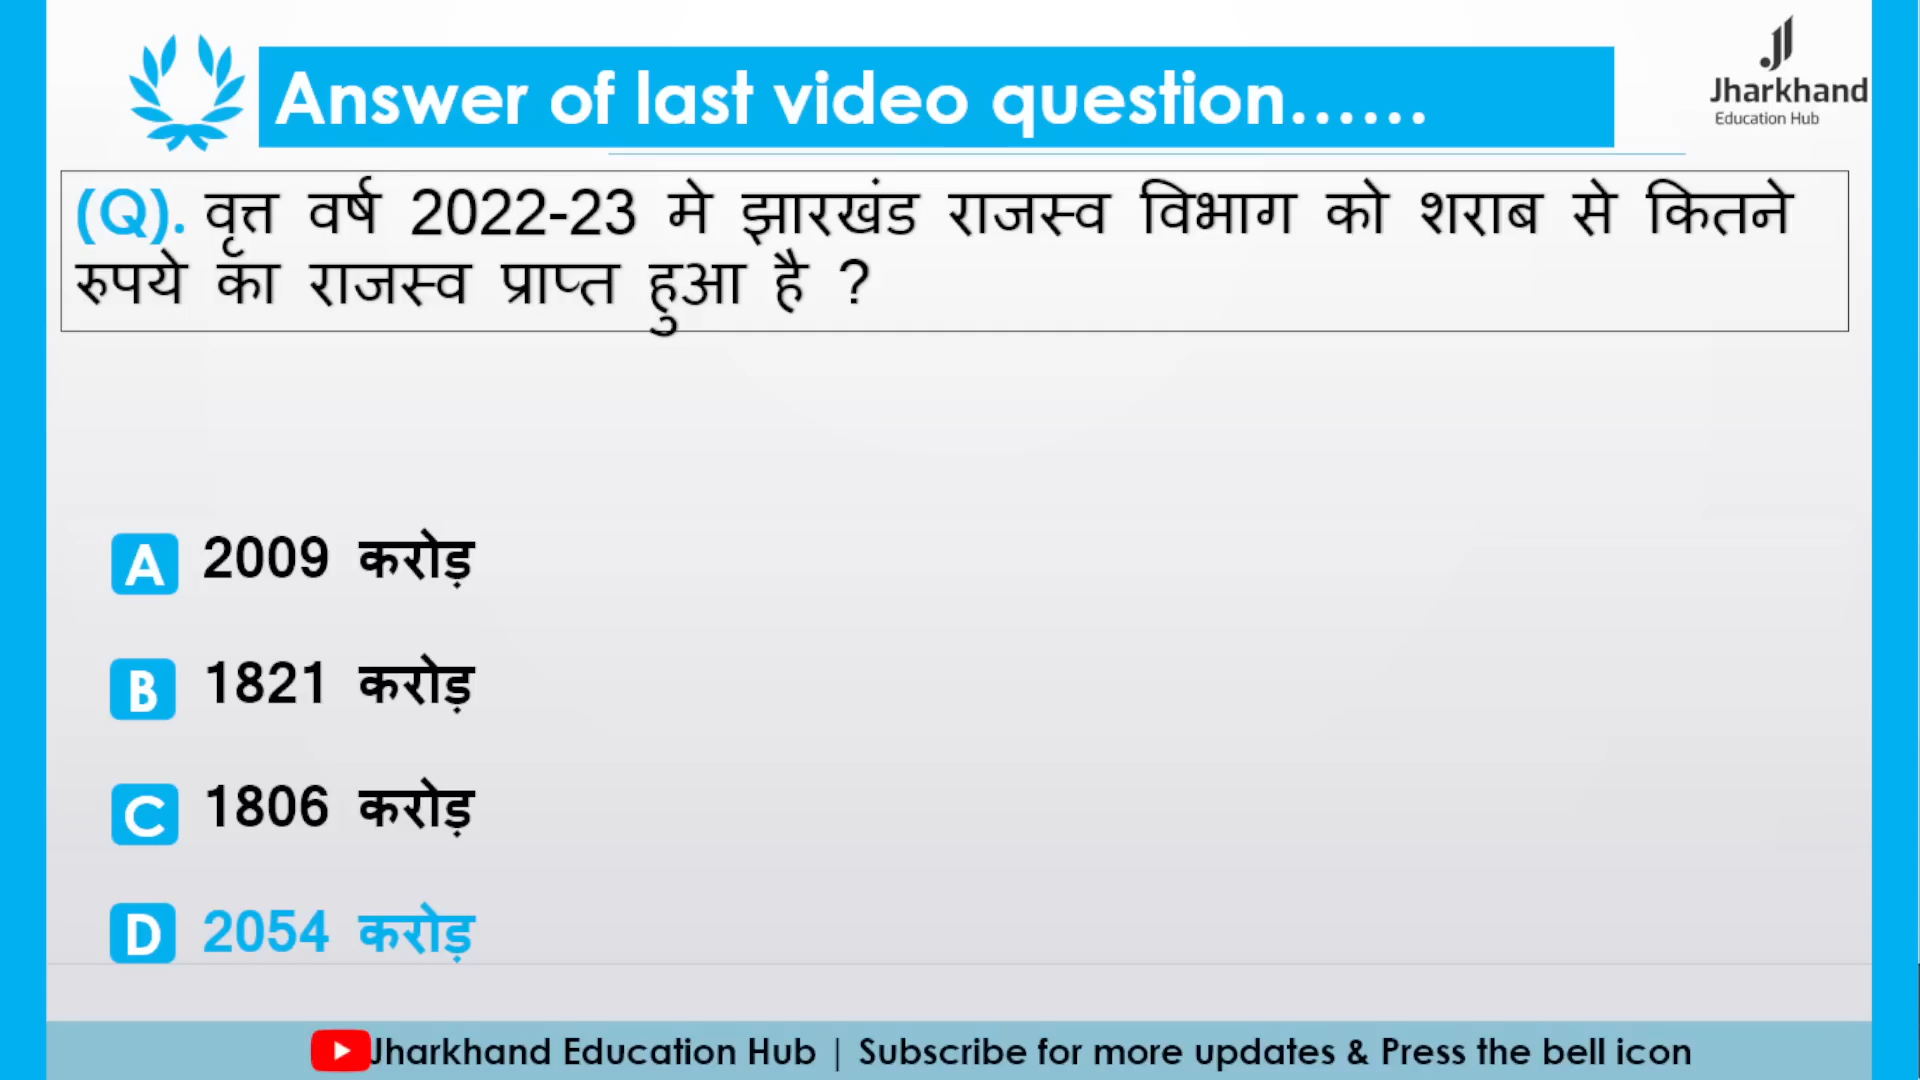 Answer of last video question......
Jharkhand
Education Hub
(Q). वृत्त वर्ष 2022-23 मे झारखंड राजस्व विभाग को शराब से कितने
रुपये का राजस्व प्राप्त हुआ है ?
A 2009 करोड़
B 1821 करोड़
C 1806 करोड़
D 2054 करोड़
Jharkhand Education Hub | Subscribe for more updates & Press the bell icon